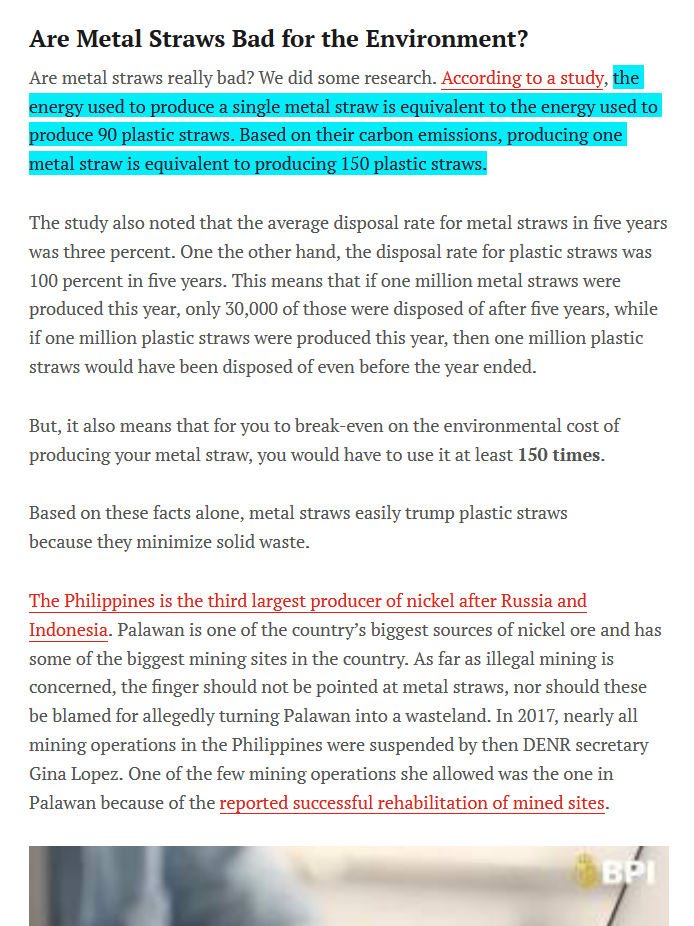 Are Metal Straws Bad for the Environment?
Are metal straws really bad? We did some research. According to a study, the
energy used to produce a single metal straw is equivalent to the energy used to
produce 90 plastic straws. Based on their carbon emissions, producing one
metal straw is equivalent to producing 150 plastic straws.
The study also noted that the average disposal rate for metal straws in five years
was three percent. One the other hand, the disposal rate for plastic straws was
100 percent in five years. This means that if one million metal straws were
produced this year, only 30,000 of those were disposed of after five years, while
if one million plastic straws were produced this year, then one million plastic
straws would have been disposed of even before the year ended.
But, it also means that for you to break-even on the environmental cost of
producing your metal straw, you would have to use it at least 150 times.
Based on these facts alone, metal straws easily trump plastic straws
because they minimize solid waste.
The Philippines is the third largest producer of nickel after Russia and
Indonesia. Palawan is one of the country’s biggest sources of nickel ore and has
some of the biggest mining sites in the country. As far as illegal mining is
concerned, the finger should not be pointed at metal straws, nor should these
be blamed for allegedly turning Palawan into a wasteland. In 2017, nearly all
mining operations in the Philippines were suspended by then DENR secretary
Gina Lopez. One of the few mining operations she allowed was the one in
Palawan because of the reported successful rehabilitation of mined sites.
BPI